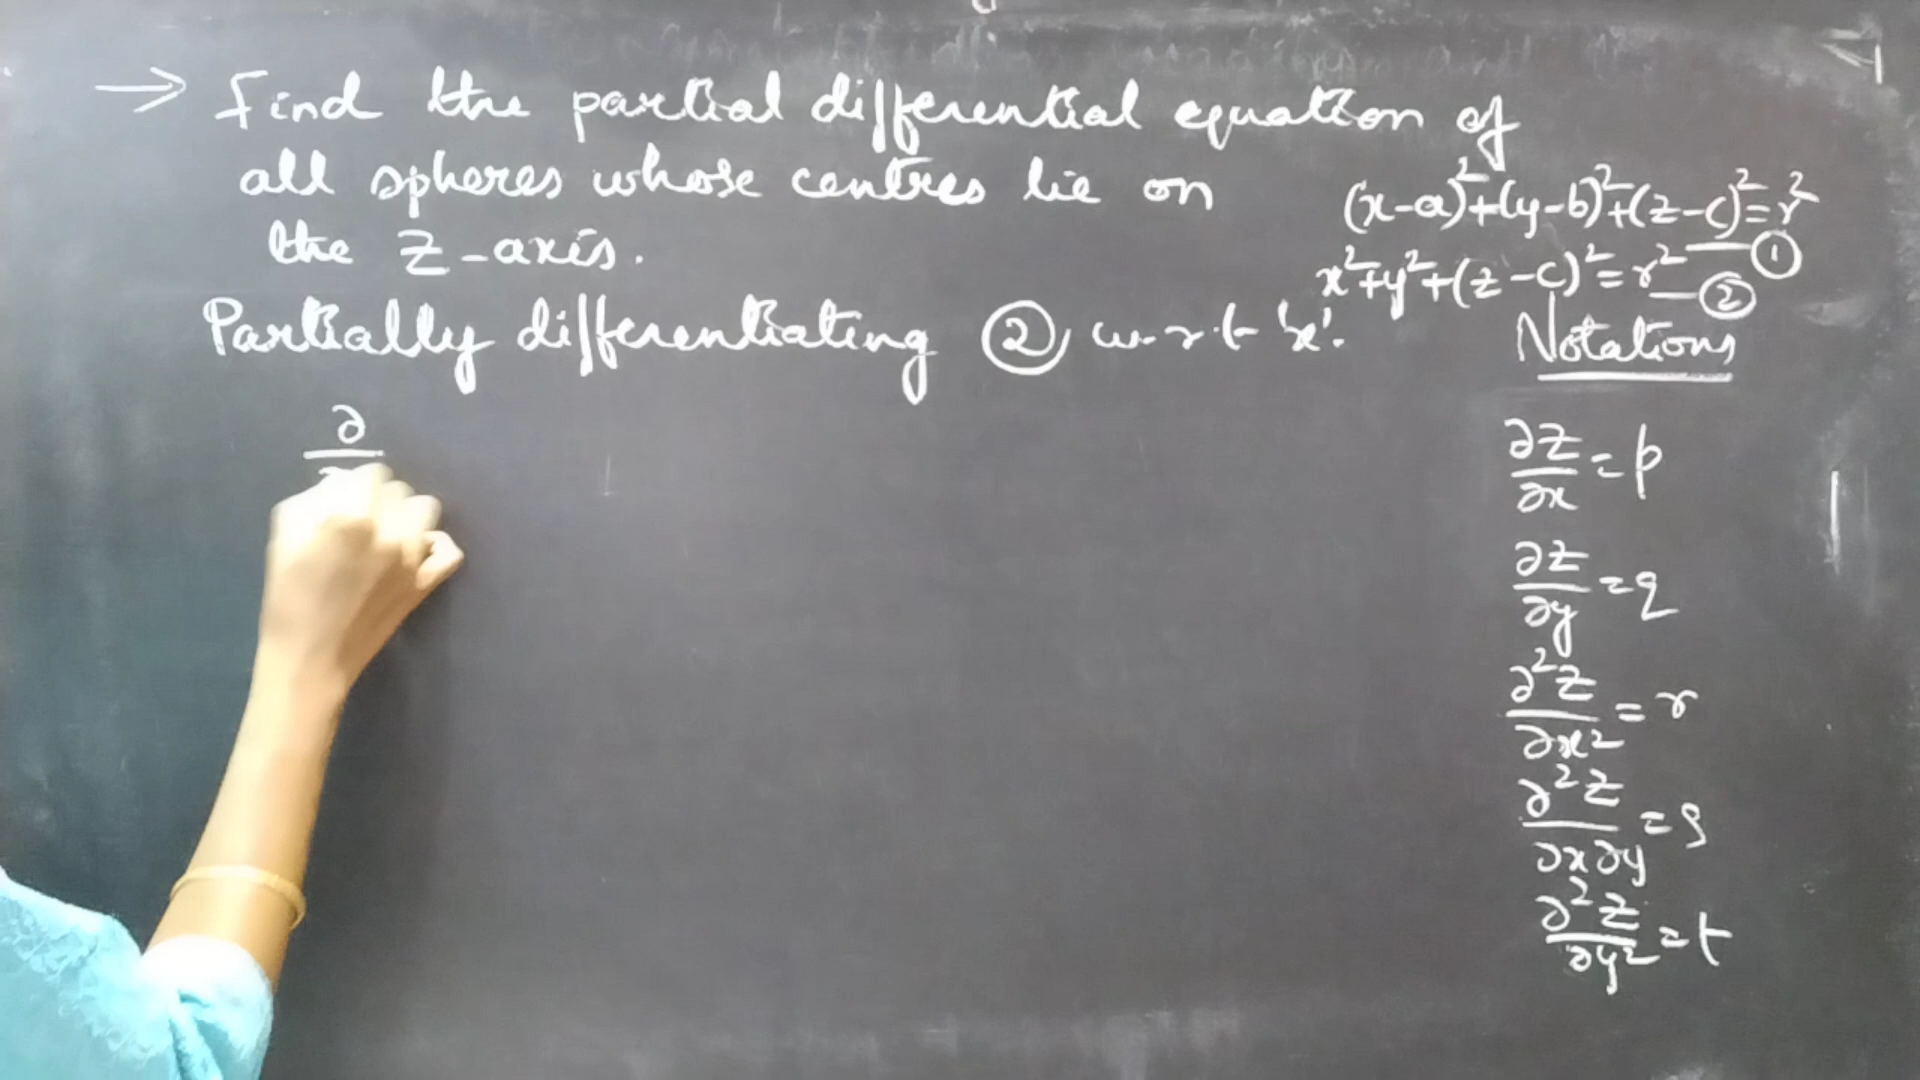 → Find the partial differential equation of
all spheres whose centres lie on
the Z-axis.
(x-a)²+(y-b)²+(z-c)²=r² —①
x²+y²+(z-c)²=r² —②
Partially differentiating ② w.r.t 'x'.
∂
Notations
∂z/∂x = p
∂z/∂y = q
∂²z/∂x² = r
∂²z/∂x∂y = s
∂²z/∂y² = t